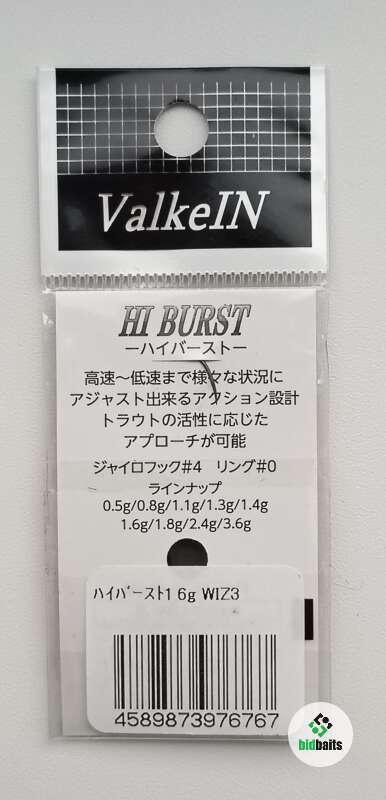 ValkeIN
HI BURST
ーハイバーストー
高速～低速まで様々な状況に
アジャスト出来るアクション設計
トラウトの活性に応じた
アプローチが可能
ジャイロフック#4 リング#0
ラインナップ
0.5g/0.8g/1.1g/1.3g/1.4g
1.6g/1.8g/2.4g/3.6g
ﾊｲﾊﾞｰｽﾄ1 6g WIZ3
4589873976767
bidbaits